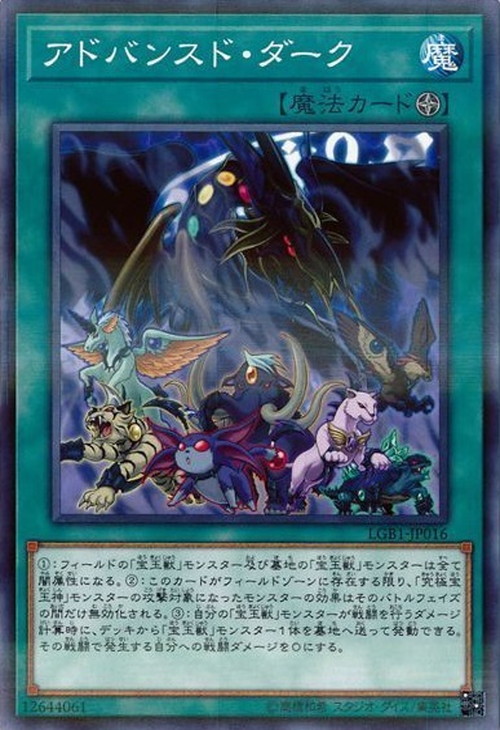 アドバンスド・ダーク
魔
【魔法カード】
LGB1-JP016
①:フィールドの「宝玉獣」モンスター及び墓地の「宝玉獣」モンスターは全て
闇属性になる。②:このカードがフィールドゾーンに存在する限り、「究極宝
玉神」モンスターの攻撃対象になったモンスターの効果はそのバトルフェイズ
の間だけ無効化される。③:自分の「宝玉獣」モンスターが戦闘を行うダメージ
計算時に、デッキから「宝玉獣」モンスター1体を墓地へ送って発動できる。
その戦闘で発生する自分への戦闘ダメージを0にする。
12644061
©高橋和希 スタジオ・ダイス/集英社